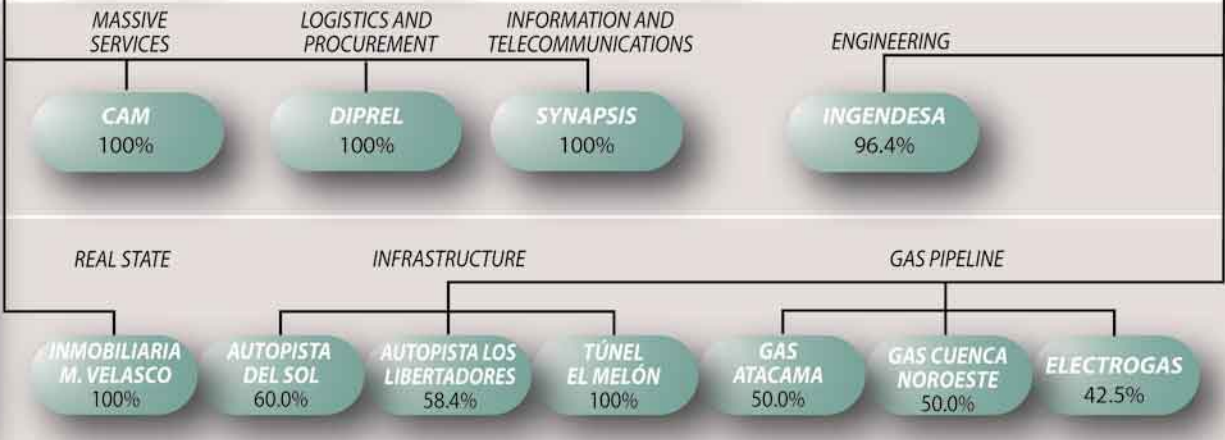 MASSIVE
SERVICES
LOGISTICS AND
PROCUREMENT
INFORMATION AND
TELECOMMUNICATIONS
ENGINEERING
CAM
100%
DIPREL
100%
SYNAPSIS
100%
INGENDESA
96.4%
REAL STATE
INFRASTRUCTURE
GAS PIPELINE
INMOBILIARIA
M. VELASCO
100%
AUTOPISTA
DEL SOL
60.0%
AUTOPISTA LOS
LIBERTADORES
58.4%
TÚNEL
EL MELÓN
100%
GAS
ATACAMA
50.0%
GAS CUENCA
NOROESTE
50.0%
ELECTROGAS
42.5%